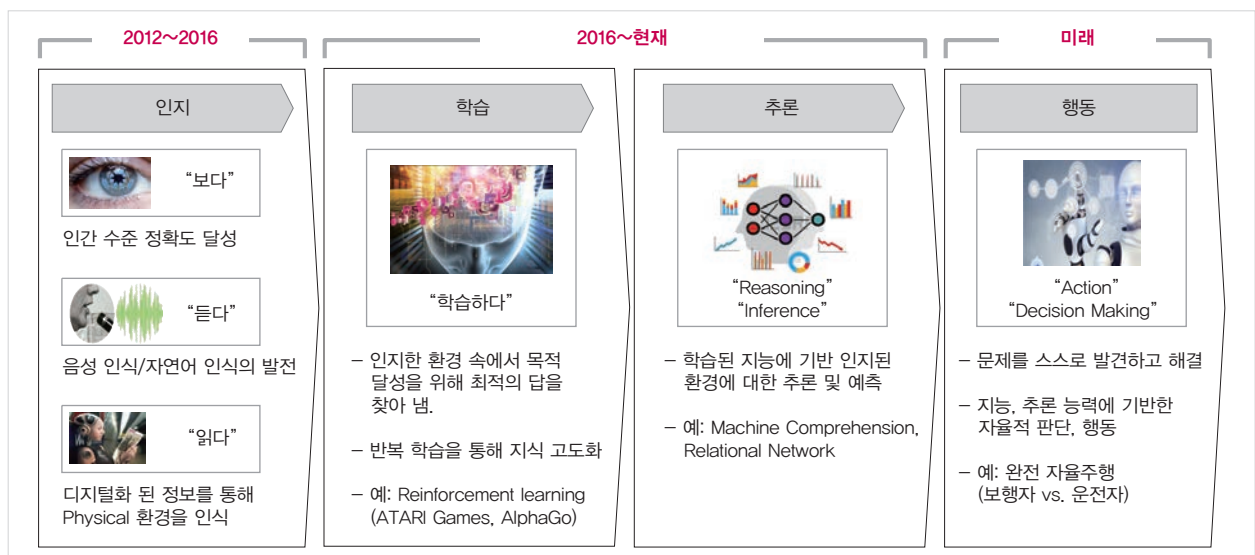 2012～2016
인지
“보다”
인간 수준 정확도 달성
“듣다”
음성 인식/자연어 인식의 발전
“읽다”
디지털화 된 정보를 통해
Physical 환경을 인식
2016～현재
학습
“학습하다”
– 인지한 환경 속에서 목적
달성을 위해 최적의 답을
찾아 냄.
– 반복 학습을 통해 지식 고도화
– 예: Reinforcement learning
(ATARI Games, AlphaGo)
추론
“Reasoning”
“Inference”
– 학습된 지능에 기반 인지된
환경에 대한 추론 및 예측
– 예: Machine Comprehension,
Relational Network
미래
행동
“Action”
“Decision Making”
– 문제를 스스로 발견하고 해결
– 지능, 추론 능력에 기반한
자율적 판단, 행동
– 예: 완전 자율주행
(보행자 vs. 운전자)